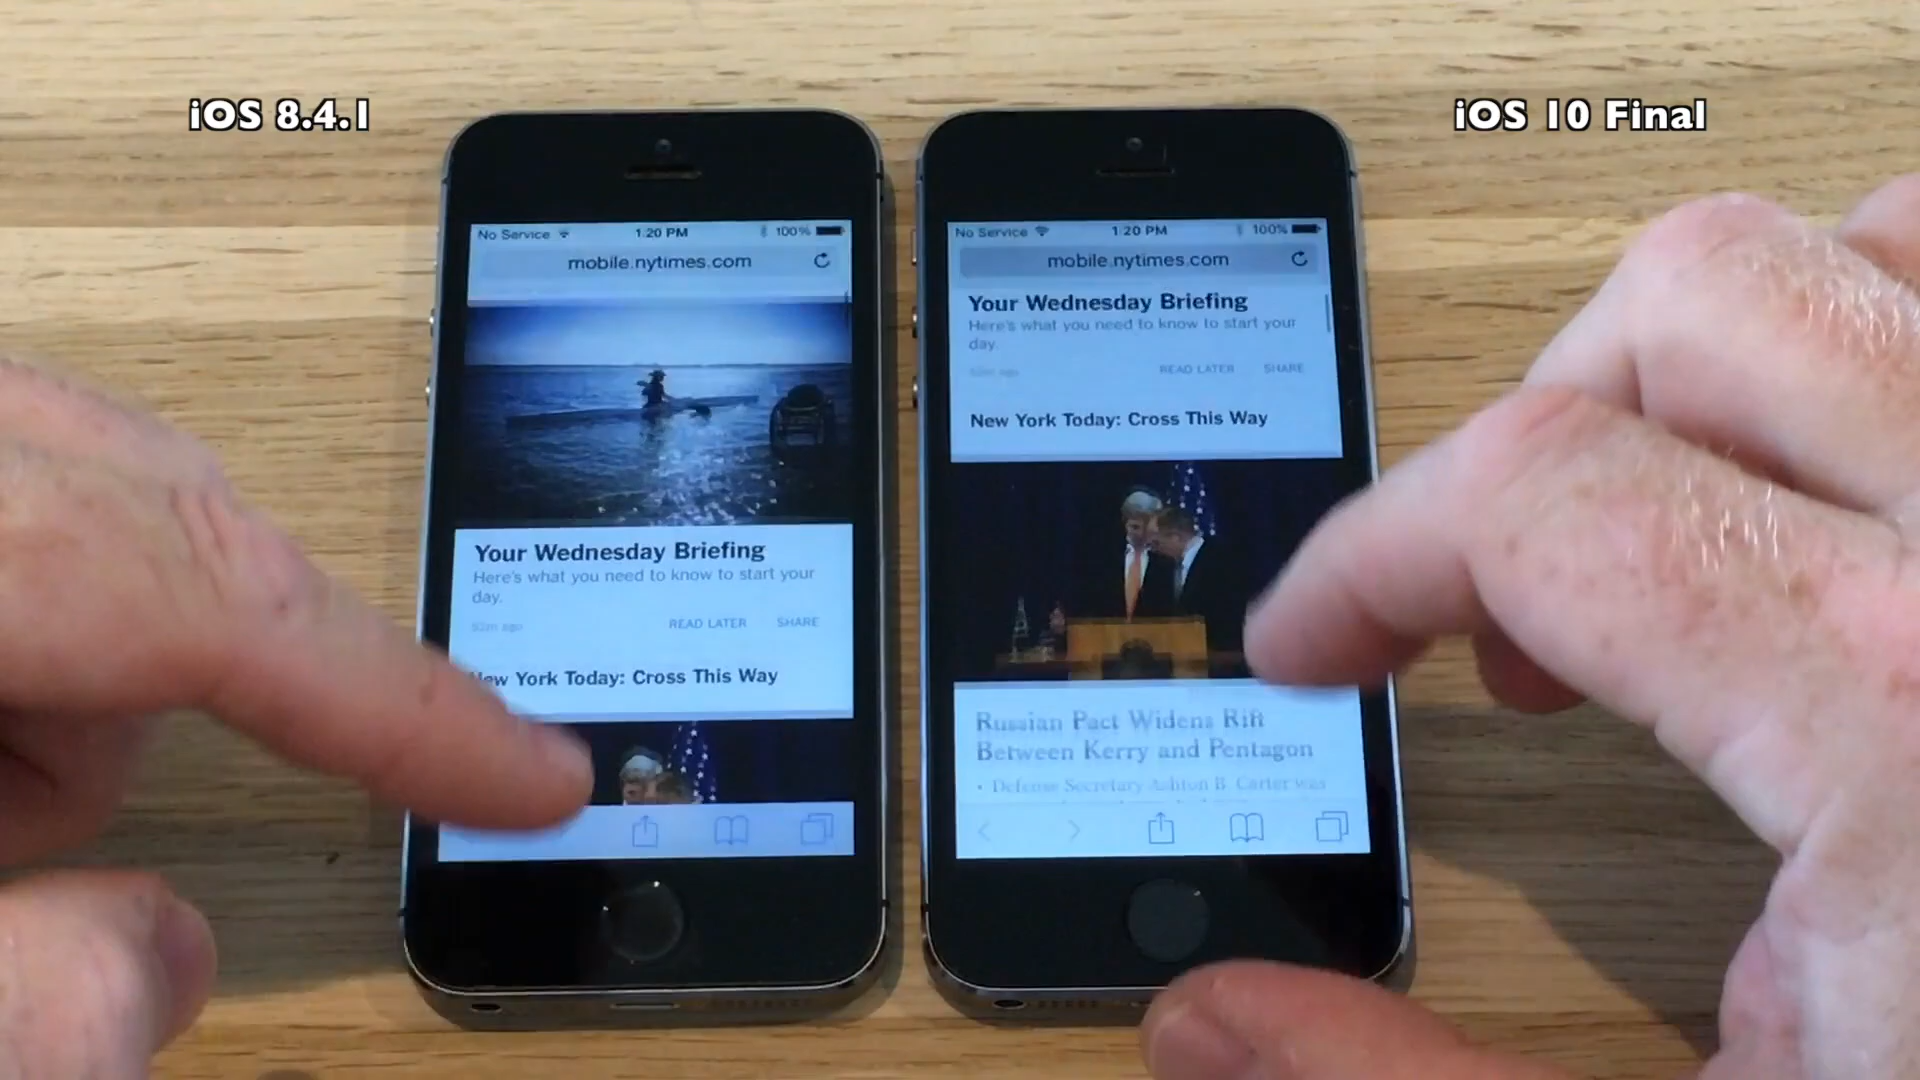 iOS 8.4.1
iOS 10 Final
No Service
1:20 PM
100%
mobile.nytimes.com
Your Wednesday Briefing
Here's what you need to know to start your
day.
52m ago
READ LATER
SHARE
New York Today: Cross This Way
No Service
1:20 PM
100%
mobile.nytimes.com
Your Wednesday Briefing
Here's what you need to know to start your
day.
READ LATER
SHARE
New York Today: Cross This Way
Russian Pact Widens Rift
Between Kerry and Pentagon
• Defense Secretary Ashton B. Carter was